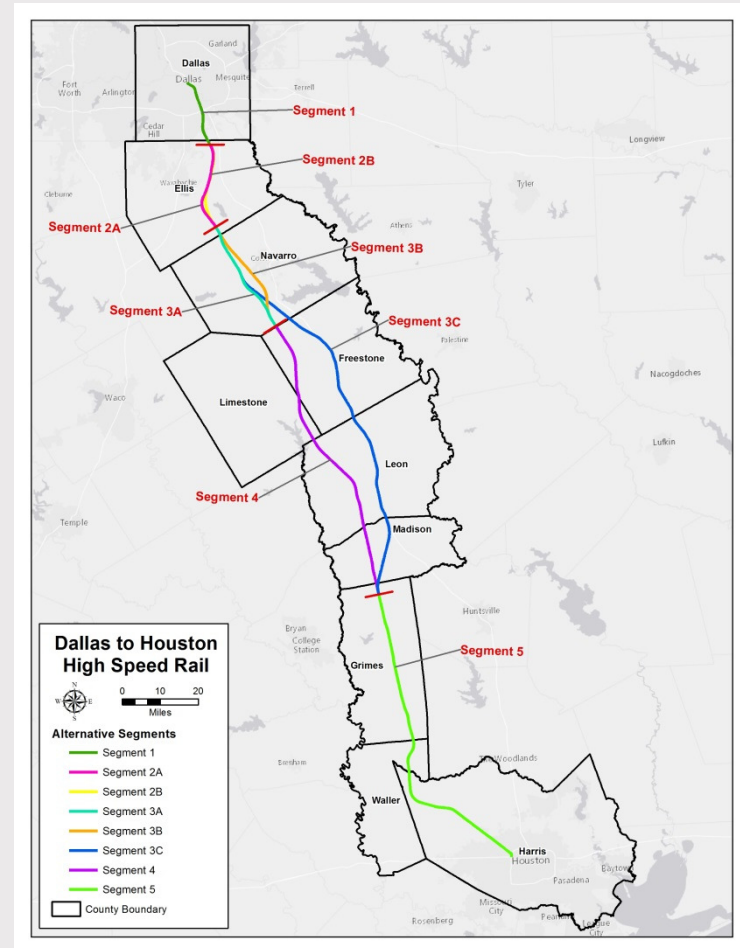 Garland
Dallas
Dallas
Mesquite
Fort
Worth
Arlington
Terrell
Segment 1
Cedar
Hill
Longview
Segment 2B
Waxahachie
Ellis
Tyler
Cleburne
Segment 2A
Athens
Segment 3B
Navarro
Segment 3A
Segment 3C
Palestine
Freestone
Nacogdoches
Waco
Limestone
Lufkin
Leon
Segment 4
Temple
Madison
Huntsville
Bryan
College
Station
Segment 5
Grimes
Dallas to Houston
High Speed Rail
N
W E
S
0 10 20
Miles
Alternative Segments
Segment 1
Segment 2A
Segment 2B
Segment 3A
Segment 3B
Segment 3C
Segment 4
Segment 5
County Boundary
Brenham
Woodlands
Waller
Harris
Houston
Pasadena
Baytown
Missouri
City
Rosenberg
League
City